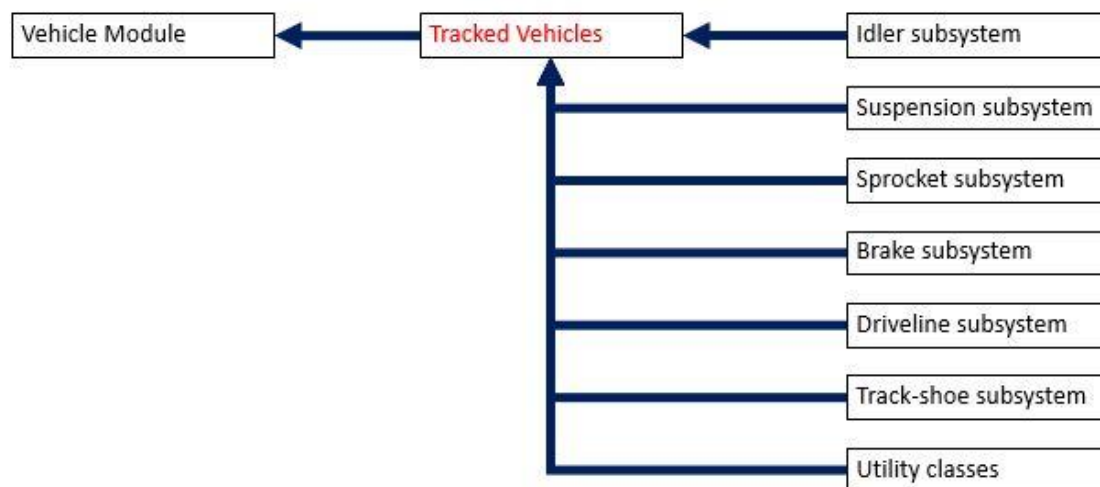 Vehicle Module
Tracked Vehicles
Idler subsystem
Suspension subsystem
Sprocket subsystem
Brake subsystem
Driveline subsystem
Track-shoe subsystem
Utility classes